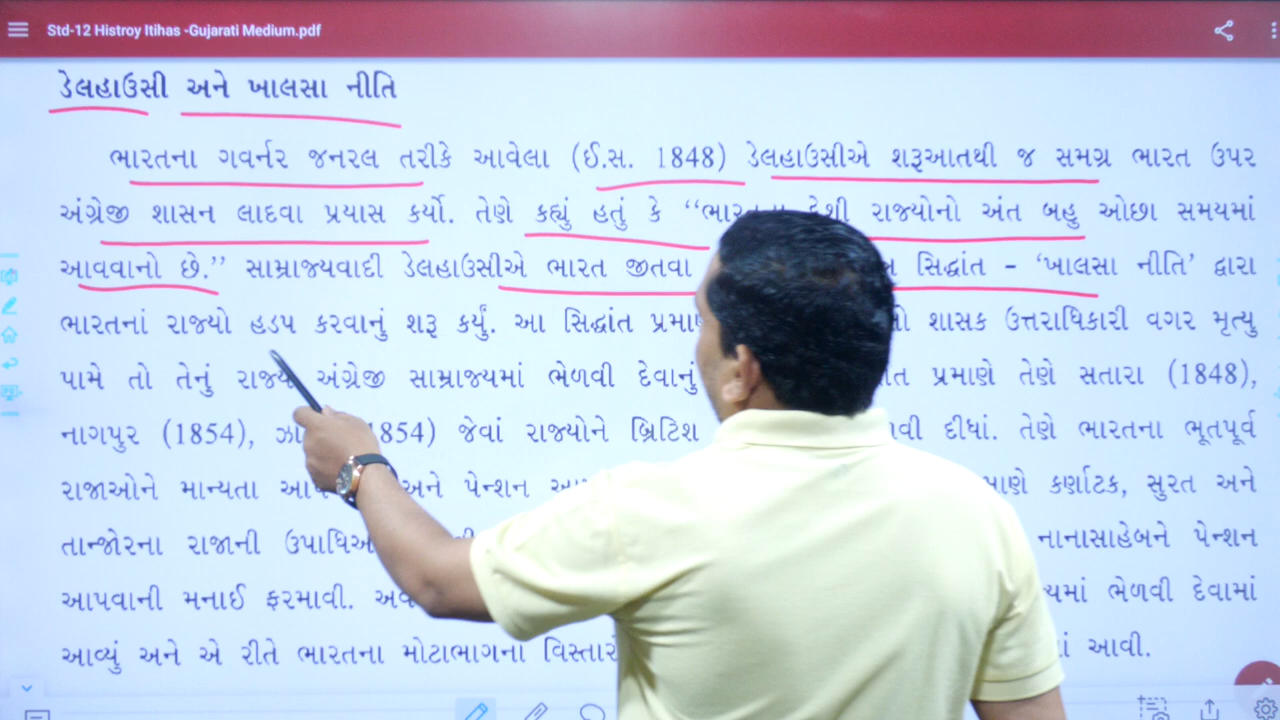 Std-12 Histroy Itihas -Gujarati Medium.pdf
ડેલહાઉસી અને ખાલસા નીતિ
ભારતના ગવર્નર જનરલ તરીકે આવેલા (ઈ.સ. 1848) ડેલહાઉસીએ શરૂઆતથી જ સમગ્ર ભારત ઉપર
અંગ્રેજી શાસન લાદવા પ્રયાસ કર્યો. તેણે કહ્યું હતું કે “ભારતના દેશી રાજ્યોનો અંત બહુ ઓછા સમયમાં
આવવાનો છે.” સામ્રાજ્યવાદી ડેલહાઉસીએ ભારત જીતવા સિદ્ધાંત – ‘ખાલસા નીતિ’ દ્વારા
ભારતનાં રાજ્યો હડપ કરવાનું શરૂ કર્યું. આ સિદ્ધાંત શાસક ઉત્તરાધિકારી વગર મૃત્યુ
પામે તો તેનું રાજ્ય અંગ્રેજી સામ્રાજ્યમાં ભેળવી દેવાનું પ્રમાણે તેણે સતારા (1848),
નાગપુર (1854), 1854) જેવાં રાજ્યોને બ્રિટિશ દીધાં. તેણે ભારતના ભૂતપૂર્વ
રાજાઓને માન્યતા અને પેન્શન કર્ણાટક, સુરત અને
તાન્જોરના રાજાની નાનાસાહેબને પેન્શન
આપવાની મનાઈ ફરમાવી. ભેળવી દેવામાં
આવ્યું અને એ રીતે ભારતના મોટાભાગના આવી.